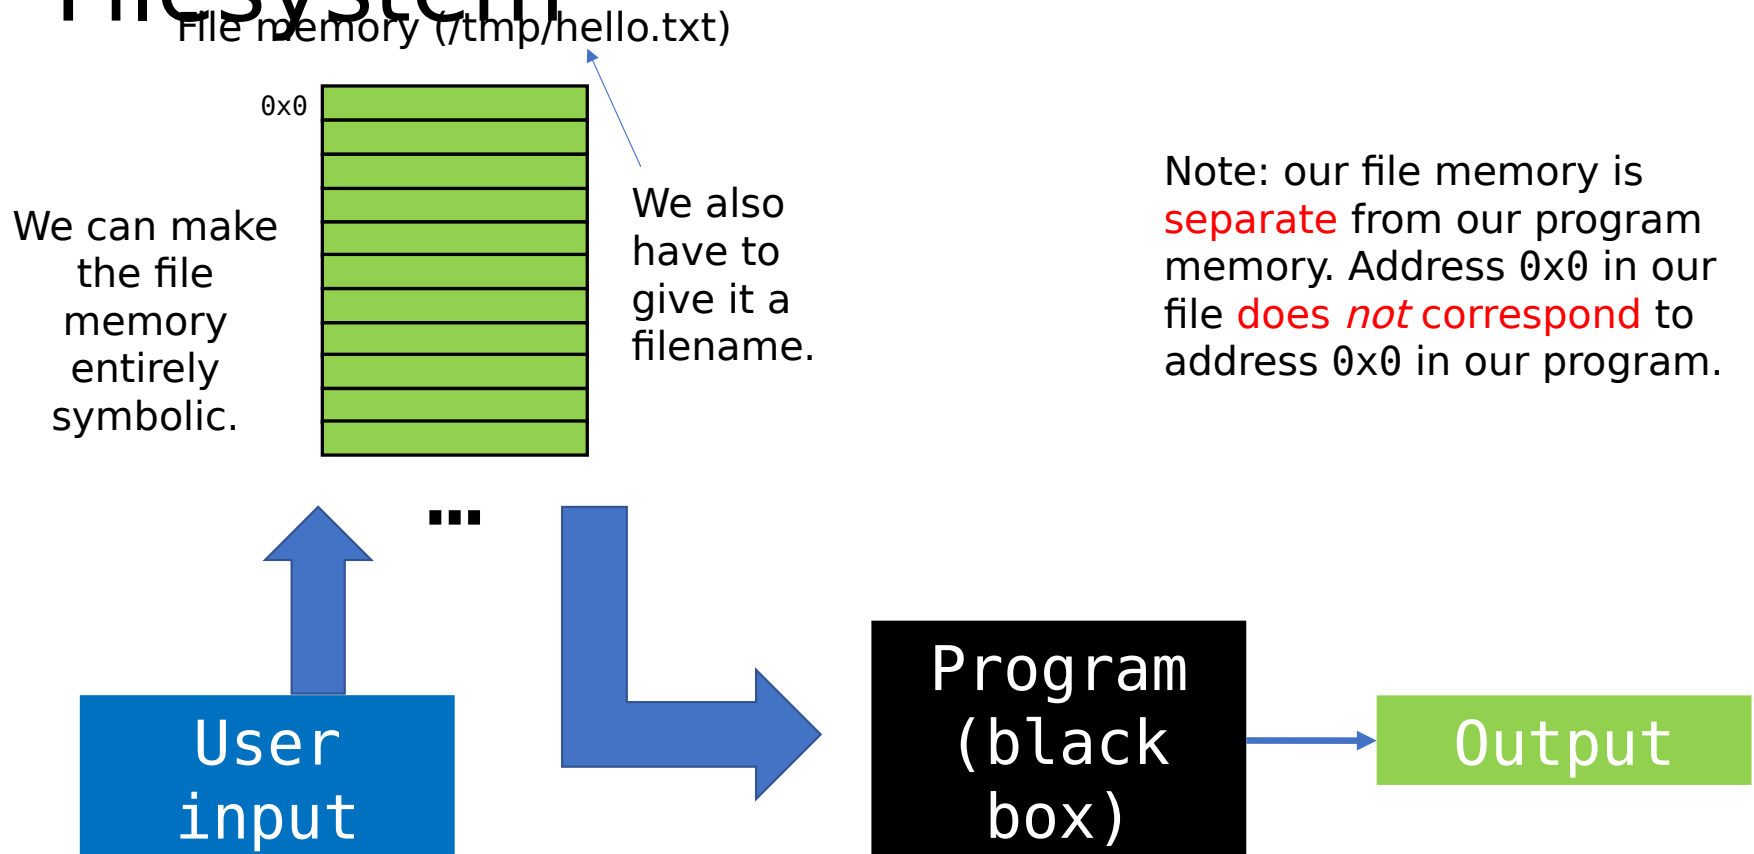 Filesystem
File memory (/tmp/hello.txt)
0x0
We can make
the file
memory
entirely
symbolic.
We also
have to
give it a
filename.
Note: our file memory is
separate from our program
memory. Address 0x0 in our
file does not correspond to
address 0x0 in our program.
...
User
input
Program
(black
box)
Output